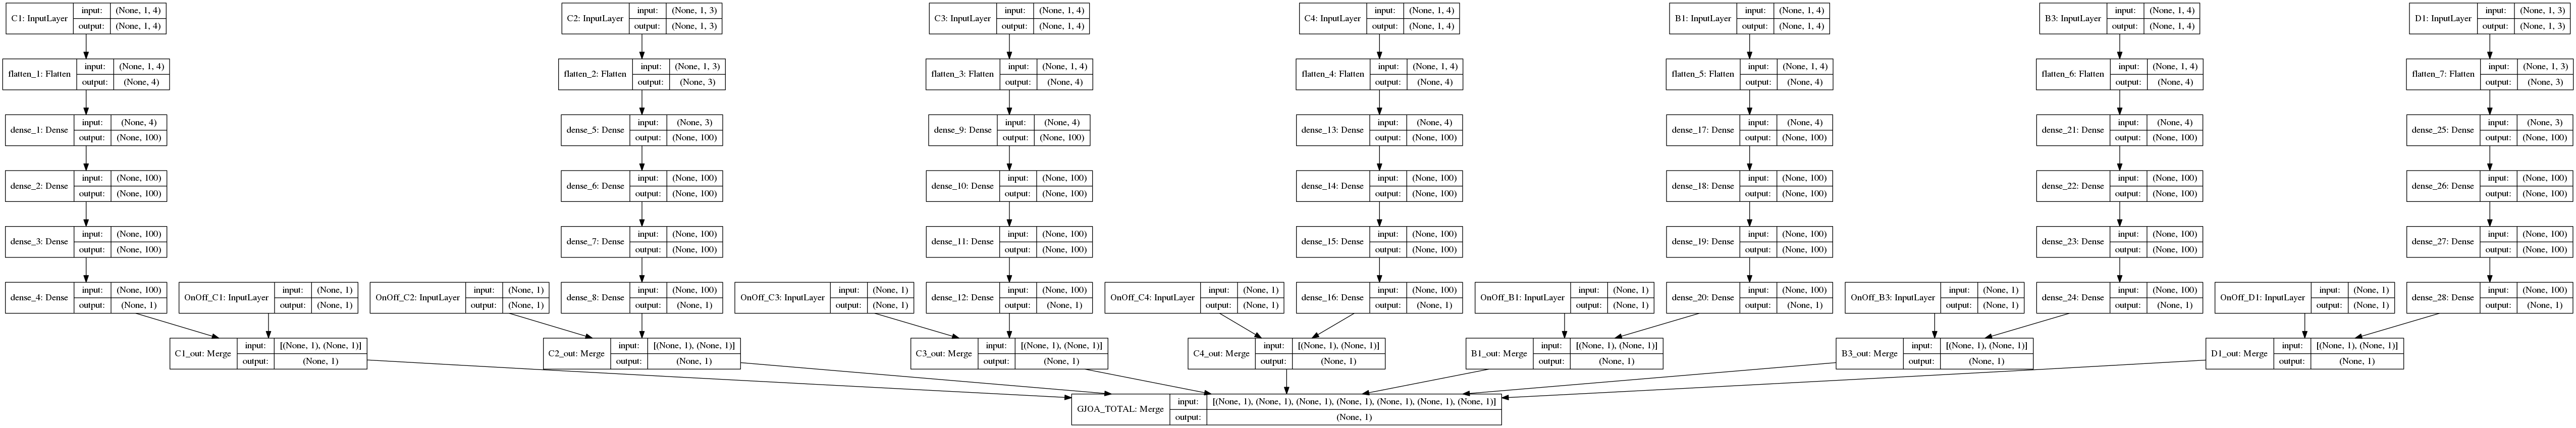 C1: InputLayer input: (None, 1, 4) output: (None, 1, 4)
C2: InputLayer input: (None, 1, 3) output: (None, 1, 3)
C3: InputLayer input: (None, 1, 4) output: (None, 1, 4)
C4: InputLayer input: (None, 1, 4) output: (None, 1, 4)
B1: InputLayer input: (None, 1, 4) output: (None, 1, 4)
B3: InputLayer input: (None, 1, 4) output: (None, 1, 4)
D1: InputLayer input: (None, 1, 3) output: (None, 1, 3)
flatten_1: Flatten input: (None, 1, 4) output: (None, 4)
flatten_2: Flatten input: (None, 1, 3) output: (None, 3)
flatten_3: Flatten input: (None, 1, 4) output: (None, 4)
flatten_4: Flatten input: (None, 1, 4) output: (None, 4)
flatten_5: Flatten input: (None, 1, 4) output: (None, 4)
flatten_6: Flatten input: (None, 1, 4) output: (None, 4)
flatten_7: Flatten input: (None, 1, 3) output: (None, 3)
dense_1: Dense input: (None, 4) output: (None, 100)
dense_5: Dense input: (None, 3) output: (None, 100)
dense_9: Dense input: (None, 4) output: (None, 100)
dense_13: Dense input: (None, 4) output: (None, 100)
dense_17: Dense input: (None, 4) output: (None, 100)
dense_21: Dense input: (None, 4) output: (None, 100)
dense_25: Dense input: (None, 3) output: (None, 100)
dense_2: Dense input: (None, 100) output: (None, 100)
dense_6: Dense input: (None, 100) output: (None, 100)
dense_10: Dense input: (None, 100) output: (None, 100)
dense_14: Dense input: (None, 100) output: (None, 100)
dense_18: Dense input: (None, 100) output: (None, 100)
dense_22: Dense input: (None, 100) output: (None, 100)
dense_26: Dense input: (None, 100) output: (None, 100)
dense_3: Dense input: (None, 100) output: (None, 100)
dense_7: Dense input: (None, 100) output: (None, 100)
dense_11: Dense input: (None, 100) output: (None, 100)
dense_15: Dense input: (None, 100) output: (None, 100)
dense_19: Dense input: (None, 100) output: (None, 100)
dense_23: Dense input: (None, 100) output: (None, 100)
dense_27: Dense input: (None, 100) output: (None, 100)
dense_4: Dense input: (None, 100) output: (None, 1)
OnOff_C1: InputLayer input: (None, 1) output: (None, 1)
OnOff_C2: InputLayer input: (None, 1) output: (None, 1)
dense_8: Dense input: (None, 100) output: (None, 1)
OnOff_C3: InputLayer input: (None, 1) output: (None, 1)
dense_12: Dense input: (None, 100) output: (None, 1)
OnOff_C4: InputLayer input: (None, 1) output: (None, 1)
dense_16: Dense input: (None, 100) output: (None, 1)
OnOff_B1: InputLayer input: (None, 1) output: (None, 1)
dense_20: Dense input: (None, 100) output: (None, 1)
OnOff_B3: InputLayer input: (None, 1) output: (None, 1)
dense_24: Dense input: (None, 100) output: (None, 1)
OnOff_D1: InputLayer input: (None, 1) output: (None, 1)
dense_28: Dense input: (None, 100) output: (None, 1)
C1_out: Merge input: [(None, 1), (None, 1)] output: (None, 1)
C2_out: Merge input: [(None, 1), (None, 1)] output: (None, 1)
C3_out: Merge input: [(None, 1), (None, 1)] output: (None, 1)
C4_out: Merge input: [(None, 1), (None, 1)] output: (None, 1)
B1_out: Merge input: [(None, 1), (None, 1)] output: (None, 1)
B3_out: Merge input: [(None, 1), (None, 1)] output: (None, 1)
D1_out: Merge input: [(None, 1), (None, 1)] output: (None, 1)
GJOA_TOTAL: Merge input: [(None, 1), (None, 1), (None, 1), (None, 1), (None, 1), (None, 1), (None, 1)] output: (None, 1)